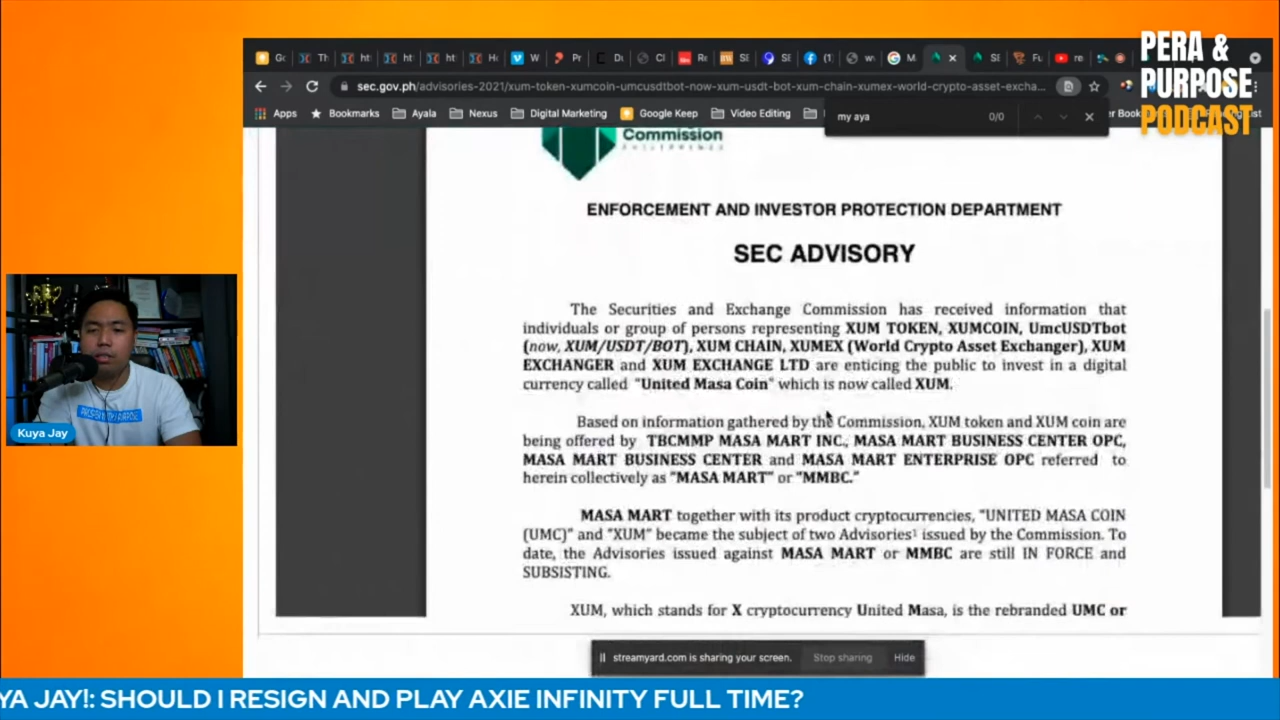 PERA &
PURPOSE
PODCAST
sec.gov.ph/advisories-2021/xum-token-xumcoin-umcusdtbot-now-xum-usdt-bot-xum-chain-xumex-world-crypto-asset-excha...
Apps Bookmarks Ayala Nexus Digital Marketing Google Keep Video Editing
my aya 0/0
Commission
PHILIPPINES
ENFORCEMENT AND INVESTOR PROTECTION DEPARTMENT
SEC ADVISORY
The Securities and Exchange Commission has received information that
individuals or group of persons representing XUM TOKEN, XUMCOIN, UmcUSDTbot
(now, XUM/USDT/BOT), XUM CHAIN, XUMEX (World Crypto Asset Exchanger), XUM
EXCHANGER and XUM EXCHANGE LTD are enticing the public to invest in a digital
currency called "United Masa Coin" which is now called XUM.
Based on information gathered by the Commission, XUM token and XUM coin are
being offered by TBCMMP MASA MART INC., MASA MART BUSINESS CENTER OPC,
MASA MART BUSINESS CENTER and MASA MART ENTERPRISE OPC referred to
herein collectively as "MASA MART" or "MMBC."
MASA MART together with its product cryptocurrencies, "UNITED MASA COIN
(UMC)" and "XUM" became the subject of two Advisories¹ issued by the Commission. To
date, the Advisories issued against MASA MART or MMBC are still IN FORCE and
SUBSISTING.
XUM, which stands for X cryptocurrency United Masa, is the rebranded UMC or
Kuya Jay
streamyard.com is sharing your screen. Stop sharing Hide
YA JAY!: SHOULD I RESIGN AND PLAY AXIE INFINITY FULL TIME?